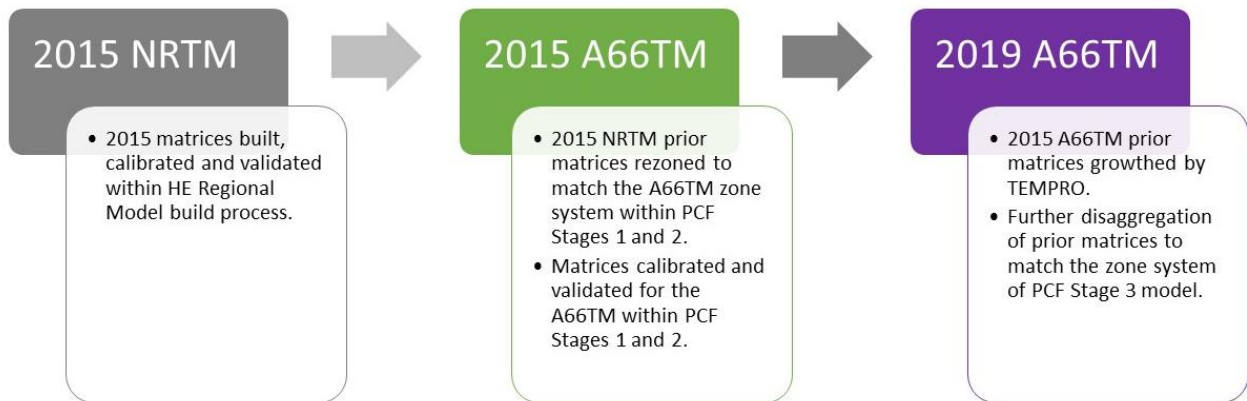 2015 NRTM
• 2015 matrices built,
calibrated and validated
within HE Regional
Model build process.
2015 A66TM
• 2015 NRTM prior
matrices rezoned to
match the A66TM zone
system within PCF
Stages 1 and 2.
• Matrices calibrated and
validated for the
A66TM within PCF
Stages 1 and 2.
2019 A66TM
• 2015 A66TM prior
matrices growthed by
TEMPRO.
• Further disaggregation
of prior matrices to
match the zone system
of PCF Stage 3 model.